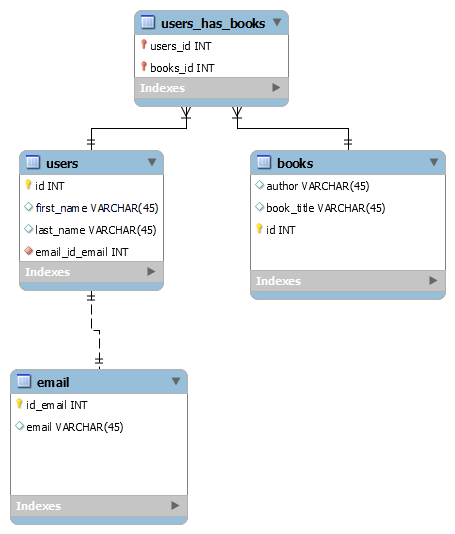 users_has_books
users_id INT
books_id INT
Indexes
users
id INT
first_name VARCHAR(45)
last_name VARCHAR(45)
email_id_email INT
Indexes
books
author VARCHAR(45)
book_title VARCHAR(45)
id INT
Indexes
email
id_email INT
email VARCHAR(45)
Indexes